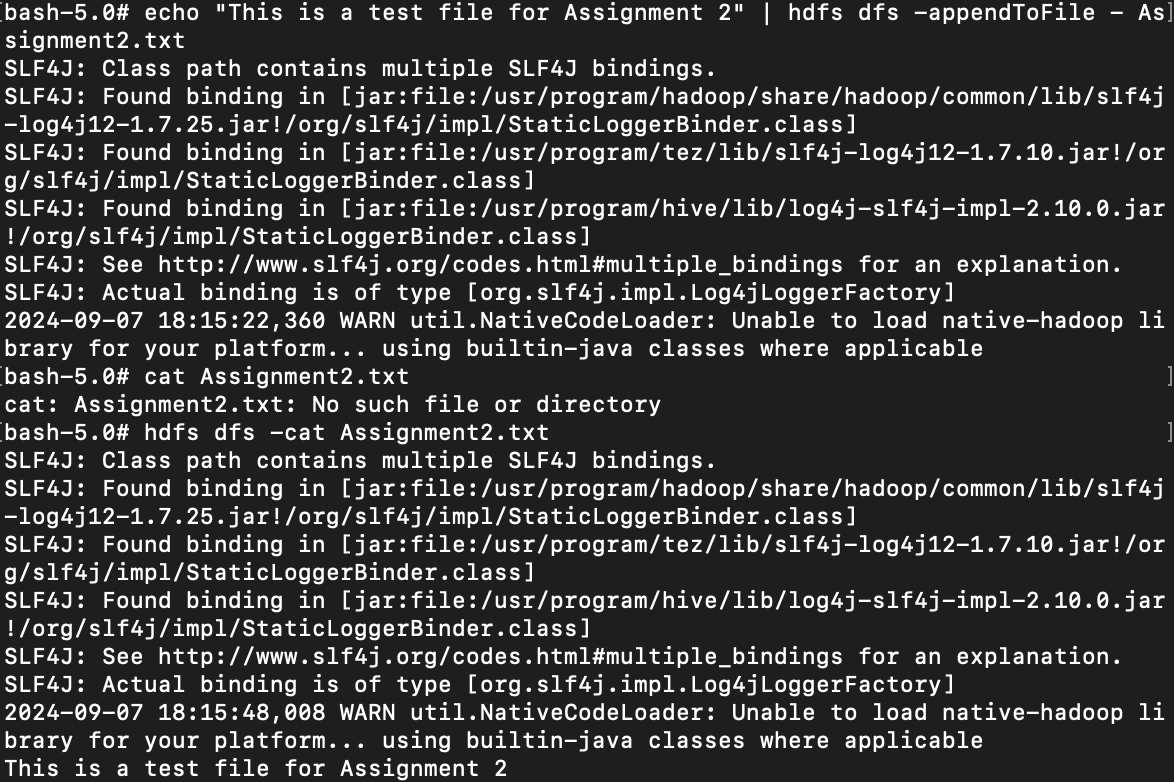 [bash-5.0# echo "This is a test file for Assignment 2" | hdfs dfs -appendToFile - As]
signment2.txt
SLF4J: Class path contains multiple SLF4J bindings.
SLF4J: Found binding in [jar:file:/usr/program/hadoop/share/hadoop/common/lib/slf4j
-log4j12-1.7.25.jar!/org/slf4j/impl/StaticLoggerBinder.class]
SLF4J: Found binding in [jar:file:/usr/program/tez/lib/slf4j-log4j12-1.7.10.jar!/or
g/slf4j/impl/StaticLoggerBinder.class]
SLF4J: Found binding in [jar:file:/usr/program/hive/lib/log4j-slf4j-impl-2.10.0.jar
!/org/slf4j/impl/StaticLoggerBinder.class]
SLF4J: See http://www.slf4j.org/codes.html#multiple_bindings for an explanation.
SLF4J: Actual binding is of type [org.slf4j.impl.Log4jLoggerFactory]
2024-09-07 18:15:22,360 WARN util.NativeCodeLoader: Unable to load native-hadoop li
brary for your platform... using builtin-java classes where applicable
[bash-5.0# cat Assignment2.txt ]
cat: Assignment2.txt: No such file or directory
[bash-5.0# hdfs dfs -cat Assignment2.txt ]
SLF4J: Class path contains multiple SLF4J bindings.
SLF4J: Found binding in [jar:file:/usr/program/hadoop/share/hadoop/common/lib/slf4j
-log4j12-1.7.25.jar!/org/slf4j/impl/StaticLoggerBinder.class]
SLF4J: Found binding in [jar:file:/usr/program/tez/lib/slf4j-log4j12-1.7.10.jar!/or
g/slf4j/impl/StaticLoggerBinder.class]
SLF4J: Found binding in [jar:file:/usr/program/hive/lib/log4j-slf4j-impl-2.10.0.jar
!/org/slf4j/impl/StaticLoggerBinder.class]
SLF4J: See http://www.slf4j.org/codes.html#multiple_bindings for an explanation.
SLF4J: Actual binding is of type [org.slf4j.impl.Log4jLoggerFactory]
2024-09-07 18:15:48,008 WARN util.NativeCodeLoader: Unable to load native-hadoop li
brary for your platform... using builtin-java classes where applicable
This is a test file for Assignment 2